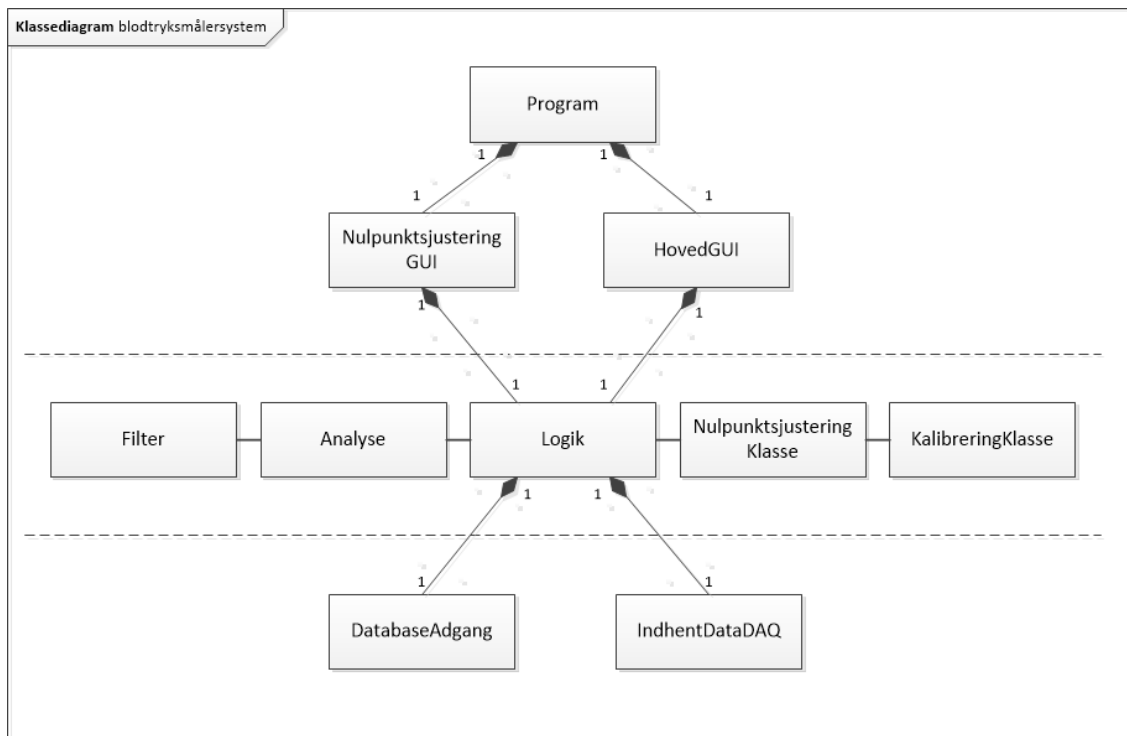 Klassediagram blodtryksmålersystem
Program
1
1
1
1
Nulpunktsjustering
GUI
HovedGUI
1
1
1
1
Filter
Analyse
Logik
Nulpunktsjustering
Klasse
KalibreringKlasse
1
1
1
1
DatabaseAdgang
IndhentDataDAQ